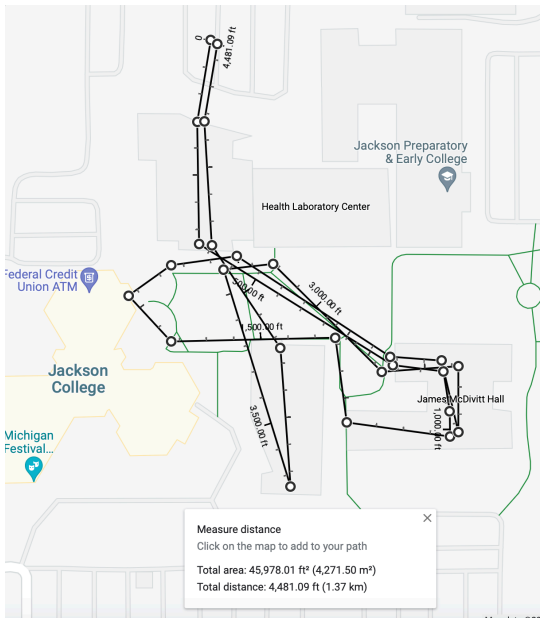 0
4,481.09 ft
Jackson Preparatory
& Early College
Health Laboratory Center
Federal Credit
Union ATM
500.00 ft
3,000.00 ft
1,500.00 ft
Jackson
College
James McDivitt Hall
3,500.00 ft
1,000.00 ft
Michigan
Festival...
Measure distance
Click on the map to add to your path
Total area: 45,978.01 ft² (4,271.50 m²)
Total distance: 4,481.09 ft (1.37 km)